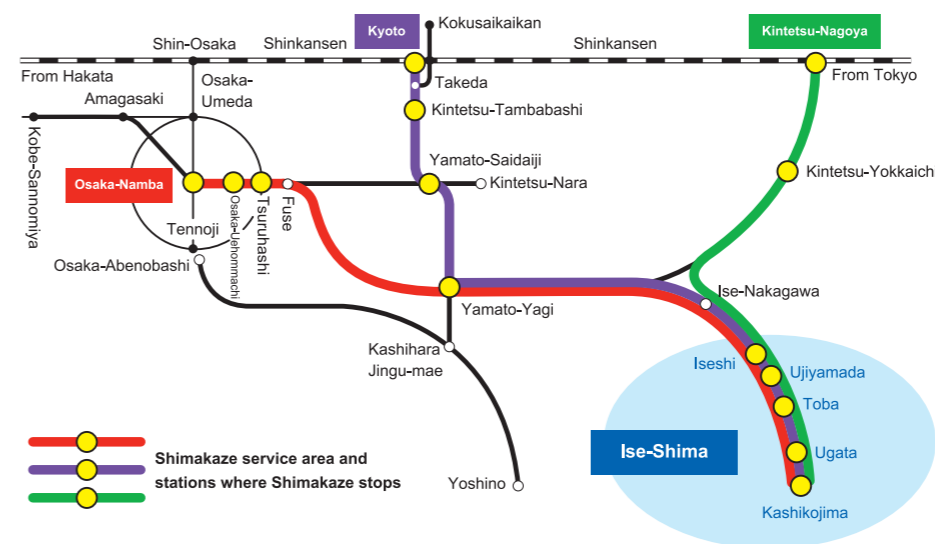 Kyoto
Kokusaikaikan
Kintetsu-Nagoya
Shin-Osaka
Shinkansen
Shinkansen
From Hakata
Osaka-
Umeda
Takeda
From Tokyo
Amagasaki
Kintetsu-Tambabashi
Kobe-Sannomiya
Yamato-Saidaiji
Kintetsu-Yokkaich
Osaka-Namba
Kintetsu-Nara
Osaka-Uehommachi
Tsuruhashi
Fuse
Tennoji
Osaka-Abenobashi
Ise-Nakagawa
Yamato-Yagi
Kashihara
Jingu-mae
Iseshi
Ujiyamada
Toba
Ise-Shima
Ugata
Shimakaze service area and
stations where Shimakaze stops
Yoshino
Kashikojima